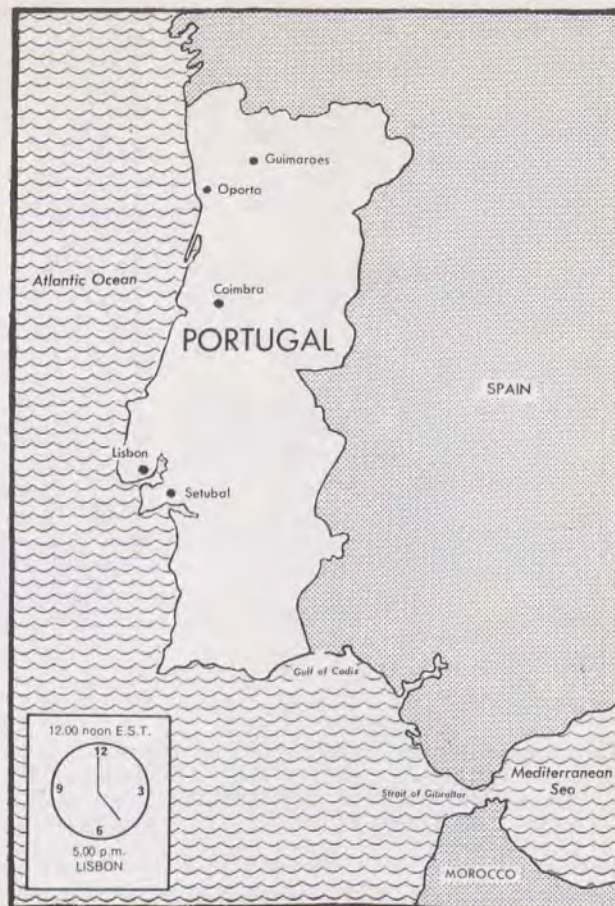 Guimaraes
Oporto
Atlantic Ocean
Coimbra
PORTUGAL
SPAIN
Lisbon
Setubal
Gulf of Cadiz
12.00 noon E.S.T.
12
9
3
6
5.00 p.m.
LISBON
Strait of Gibraltar
Mediterranean
Sea
MOROCCO